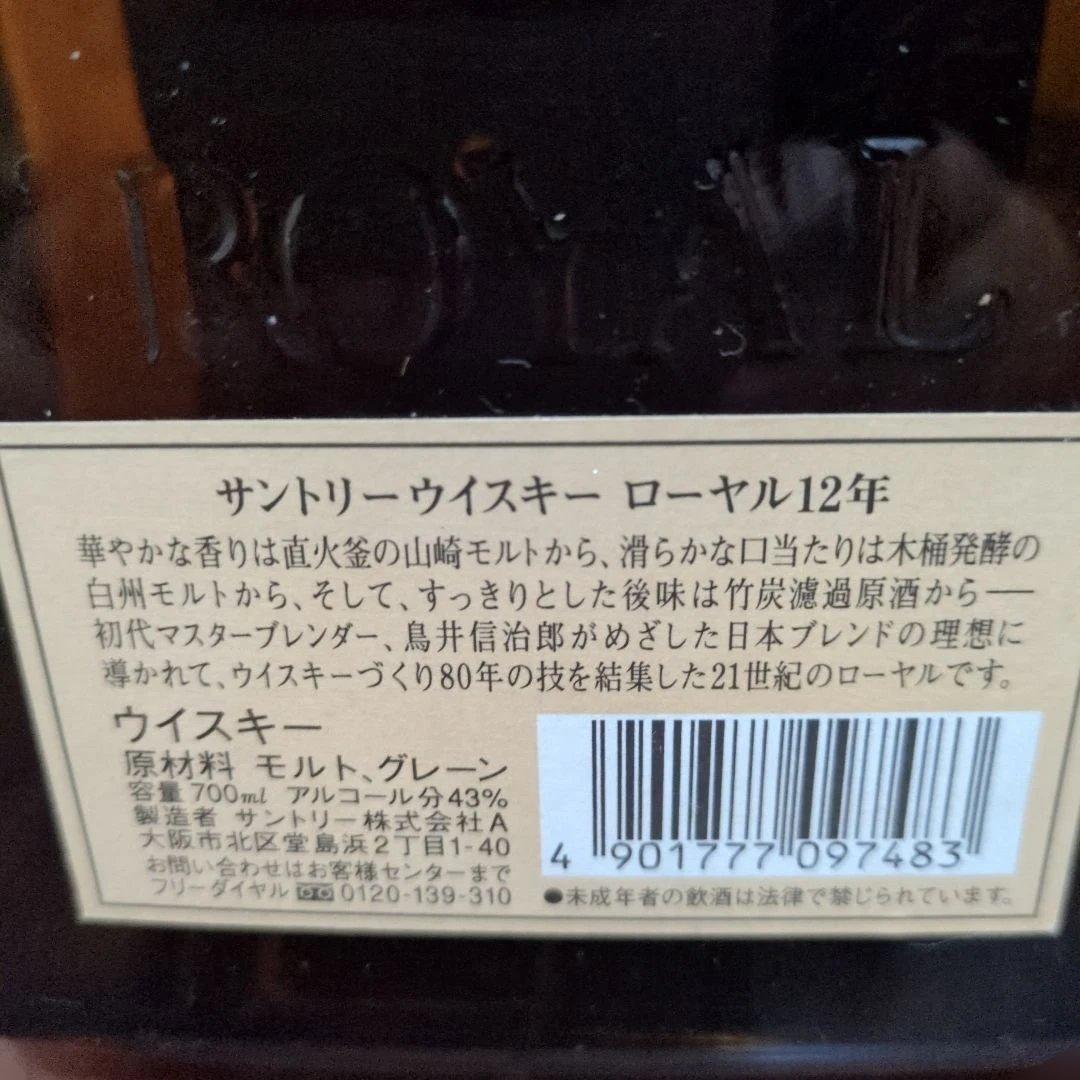 ROYAL
サントリーウイスキー ローヤル12年
華やかな香りは直火釜の山崎モルトから、滑らかな口当たりは木桶発酵の
白州モルトから、そして、すっきりとした後味は竹炭濾過原酒から──
初代マスターブレンダー、鳥井信治郎がめざした日本ブレンドの理想に
導かれて、ウイスキーづくり80年の技を結集した21世紀のローヤルです。
ウイスキー
原材料 モルト、グレーン
容量 700ml アルコール分43%
製造者 サントリー株式会社A
大阪市北区堂島浜2丁目1-40
お問い合わせはお客様センターまで
フリーダイヤル 0120-139-310
4 901777 097483
●未成年者の飲酒は法律で禁じられています。